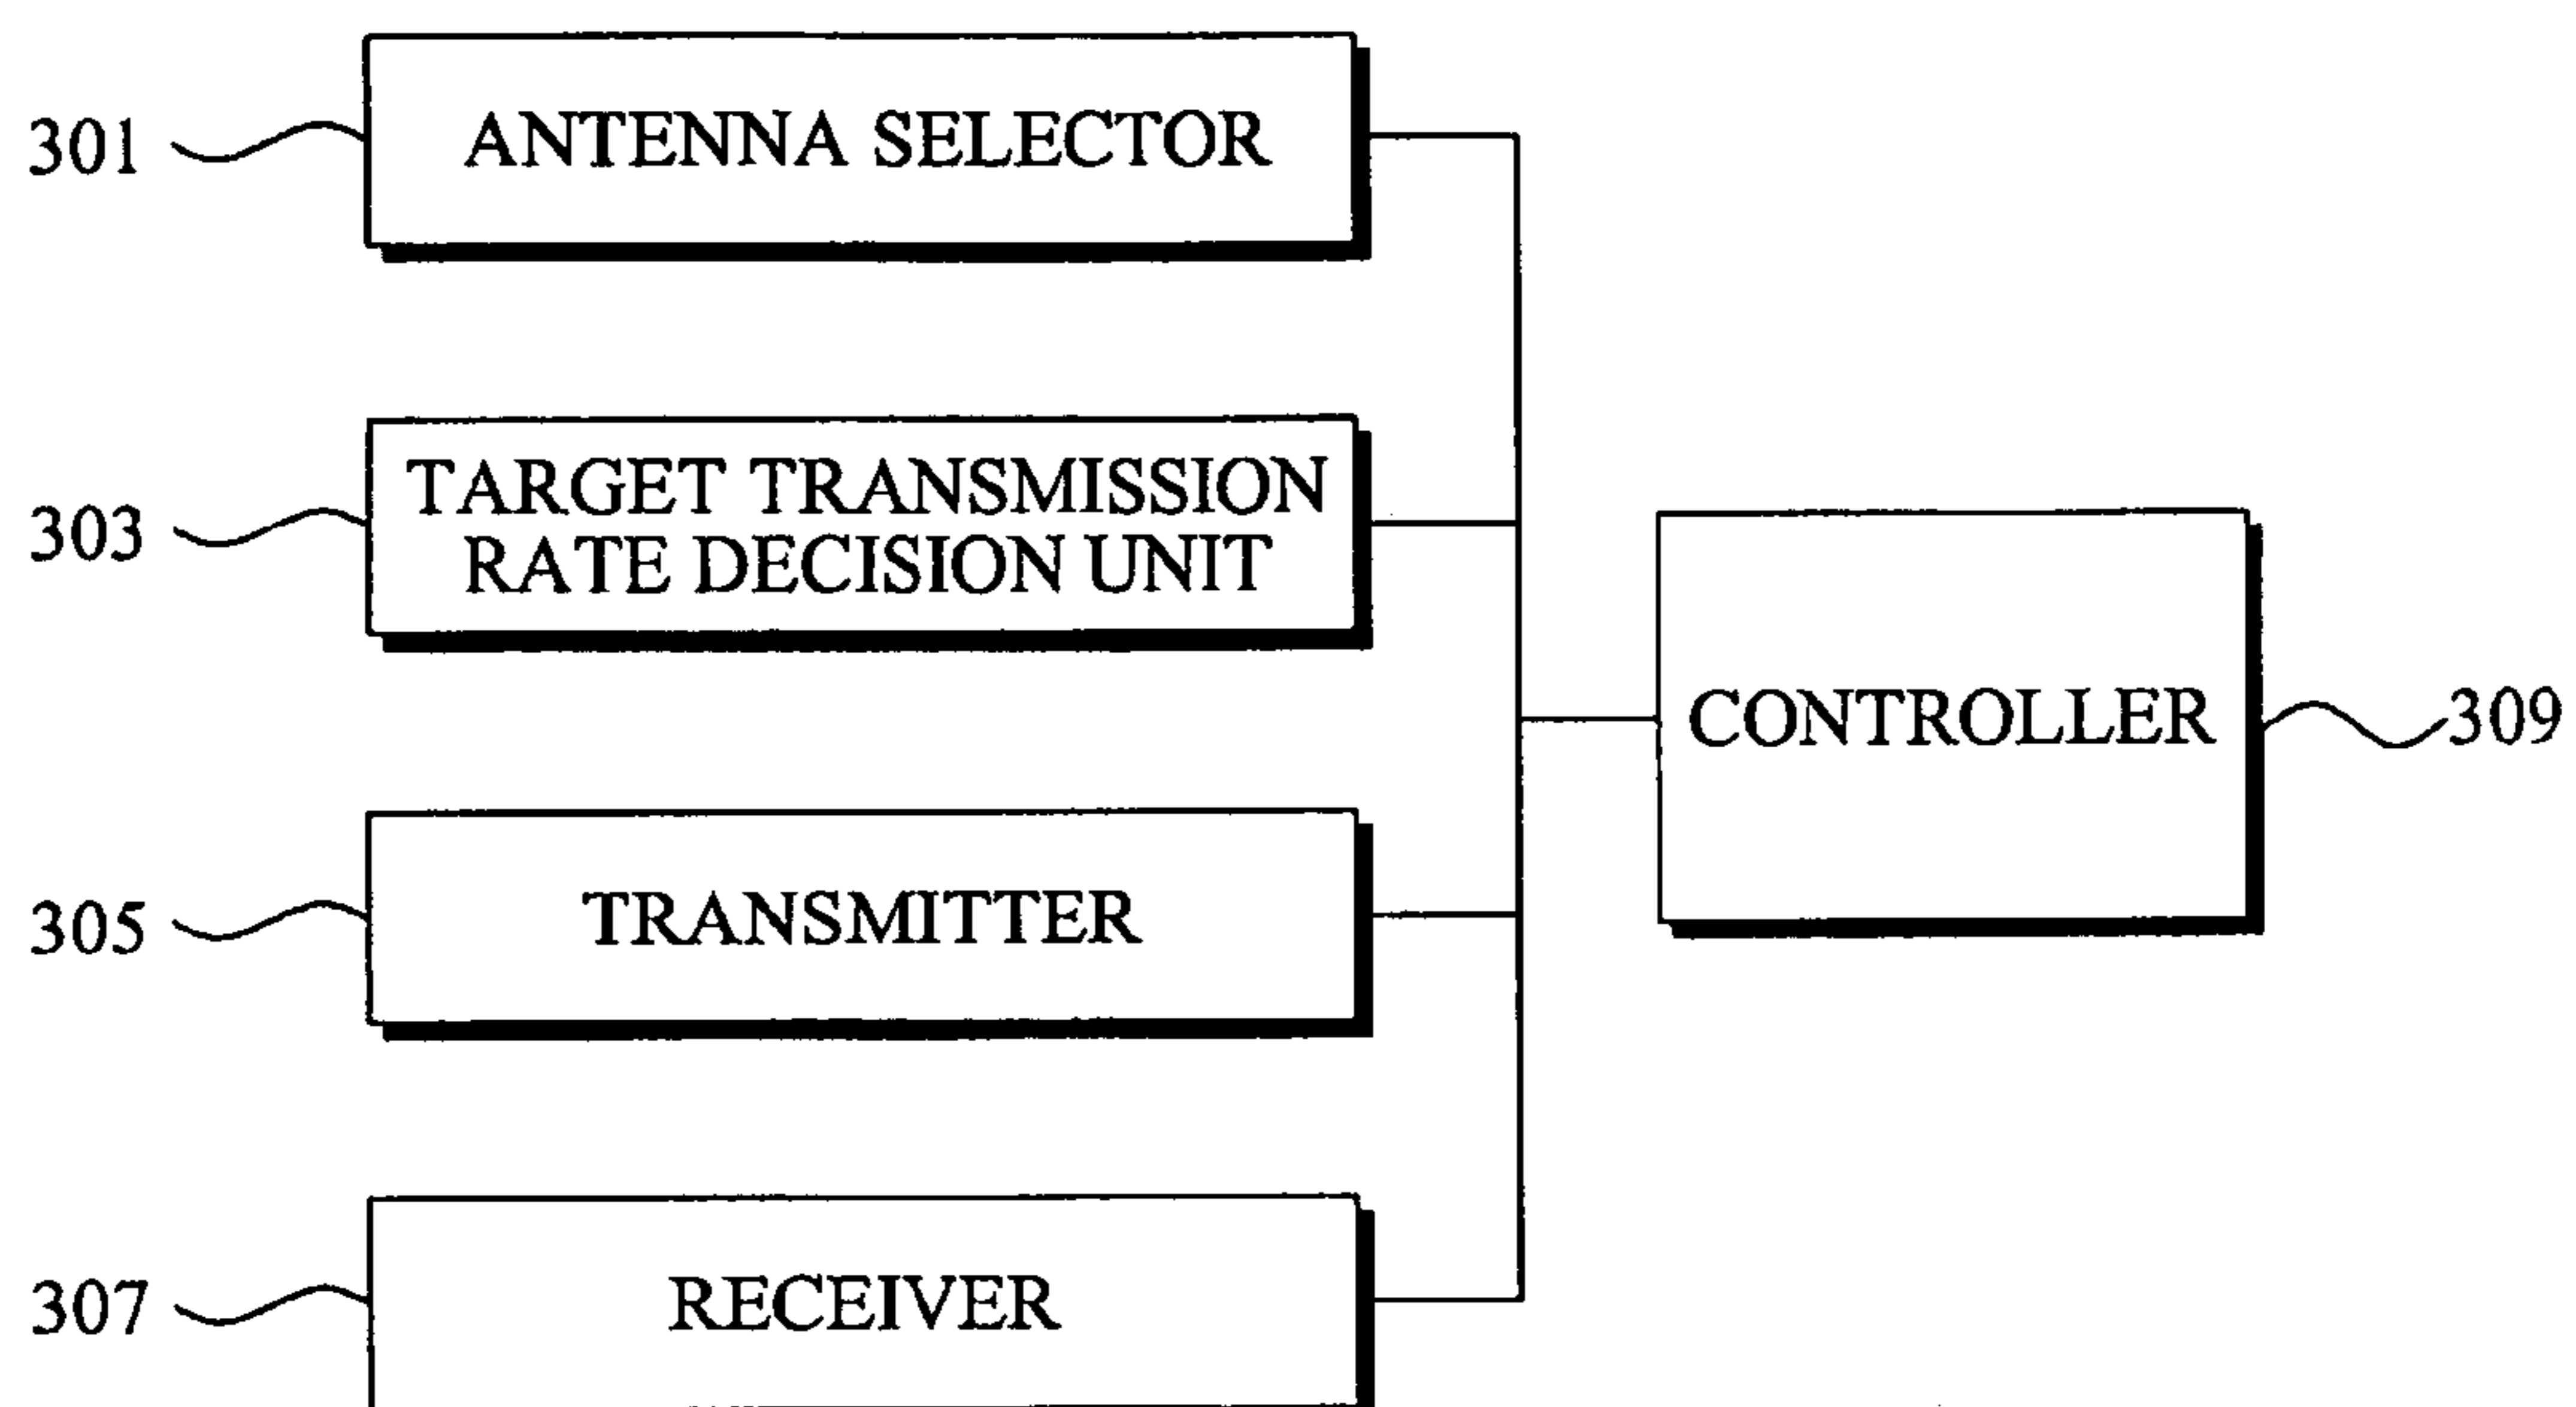 301
ANTENNA SELECTOR
303
TARGET TRANSMISSION
RATE DECISION UNIT
CONTROLLER
309
305
TRANSMITTER
307
RECEIVER